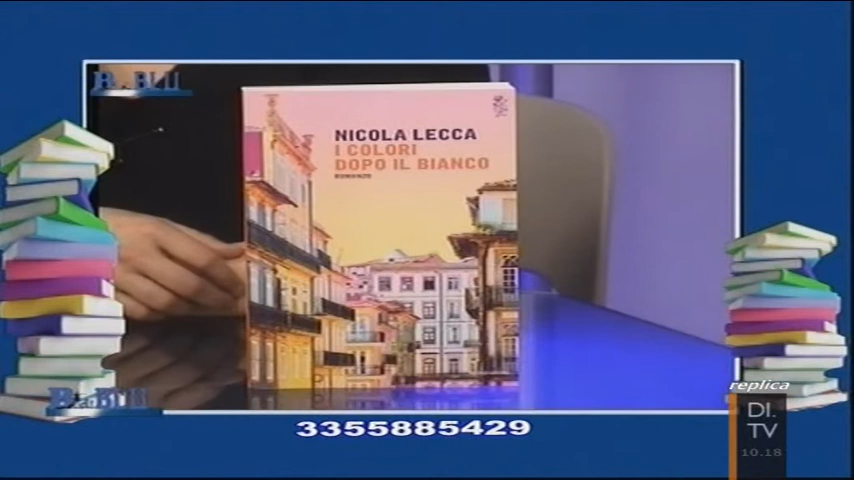 NICOLA LECCA
I COLORI
DOPO IL BIANCO
ROMANZO
3355885429
replica
DI.
TV
10.18